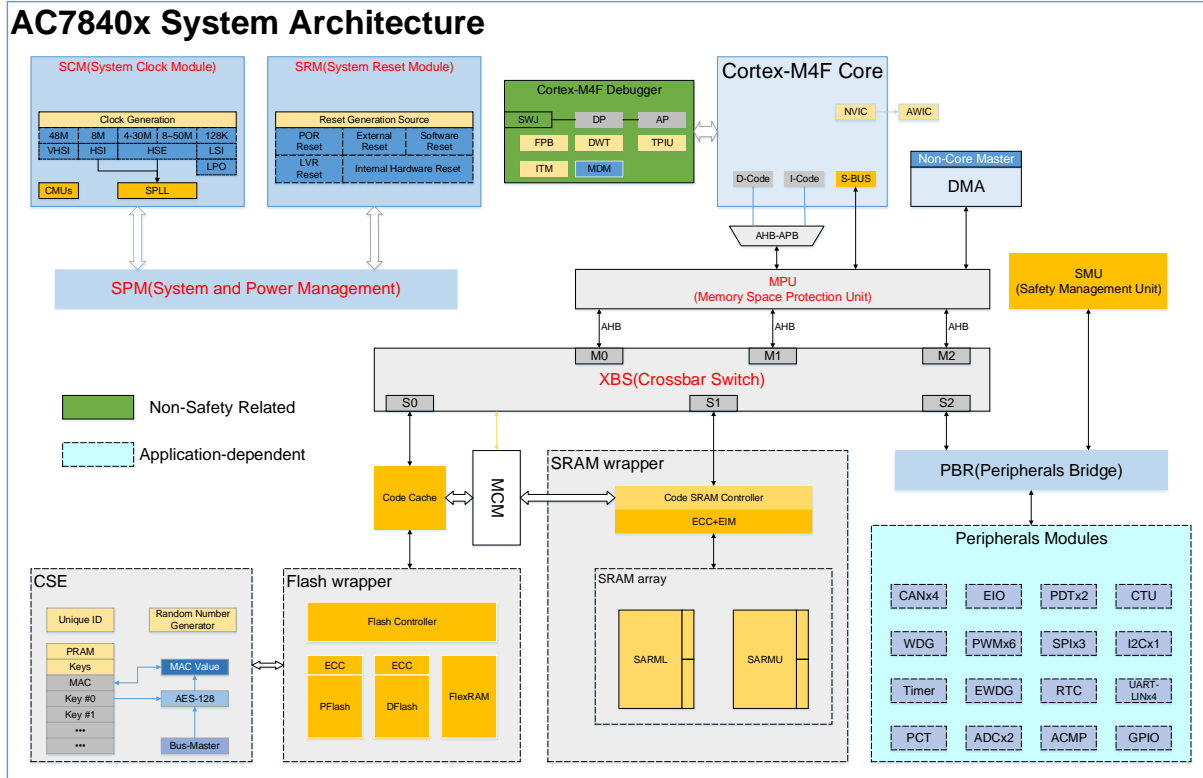 AC7840x System Architecture
SCM(System Clock Module)
Clock Generation
48M 8M 4-30M 8~50M 128K
VHSI HSI HSE LSI
LPO
CMUs SPLL
SRM(System Reset Module)
Reset Generation Source
POR Reset
External Reset
Software Reset
LVR Reset
Internal Hardware Reset
Cortex-M4F Debugger
SWJ DP AP
FPB DWT TPIU
ITM MDM
Cortex-M4F Core
NVIC AWIC
D-Code I-Code S-BUS
Non-Core Master
DMA
AHB-APB
SPM(System and Power Management)
MPU
(Memory Space Protection Unit)
SMU
(Safety Management Unit)
AHB AHB AHB
M0 M1 M2
XBS(Crossbar Switch)
S0 S1 S2
Non-Safety Related
Application-dependent
Code Cache
MCM
SRAM wrapper
Code SRAM Controller
ECC+EIM
SRAM array
SARML SARMU
PBR(Peripherals Bridge)
CSE
Unique ID
Random Number
Generator
PRAM
Keys
MAC
Key #0
Key #1
•••
•••
MAC Value
AES-128
Bus-Master
Flash wrapper
Flash Controller
ECC ECC
PFlash DFlash FlexRAM
Peripherals Modules
CANx4 EIO PDTx2 CTU
WDG PWMx6 SPIx3 I2Cx1
Timer EWDG RTC UART-LINx4
PCT ADCx2 ACMP GPIO